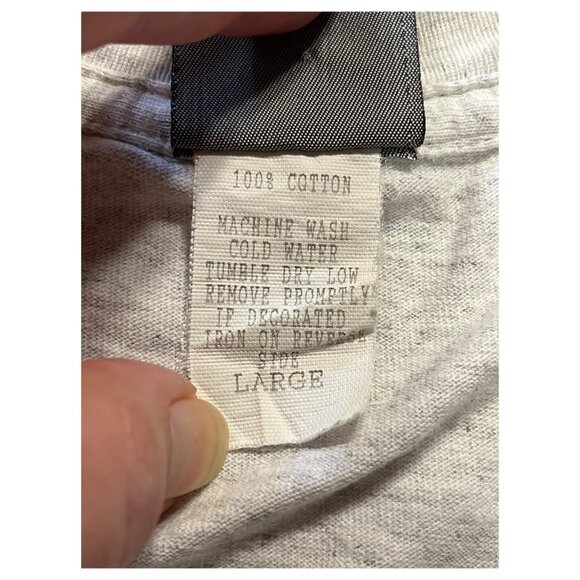 100% COTTON
MACHINE WASH
COLD WATER
TUMBLE DRY LOW
REMOVE PROMPTLY
IF DECORATED
IRON ON REVERSE
SIDE
LARGE